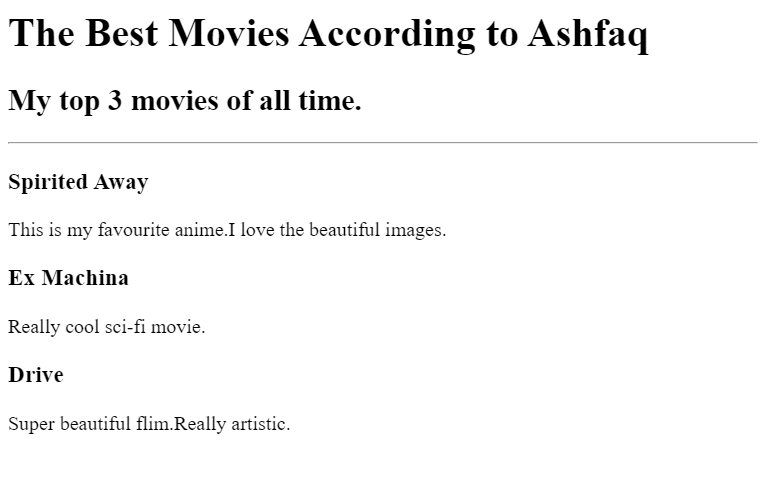 The Best Movies According to Ashfaq
My top 3 movies of all time.
Spirited Away
This is my favourite anime.I love the beautiful images.
Ex Machina
Really cool sci-fi movie.
Drive
Super beautiful flim.Really artistic.